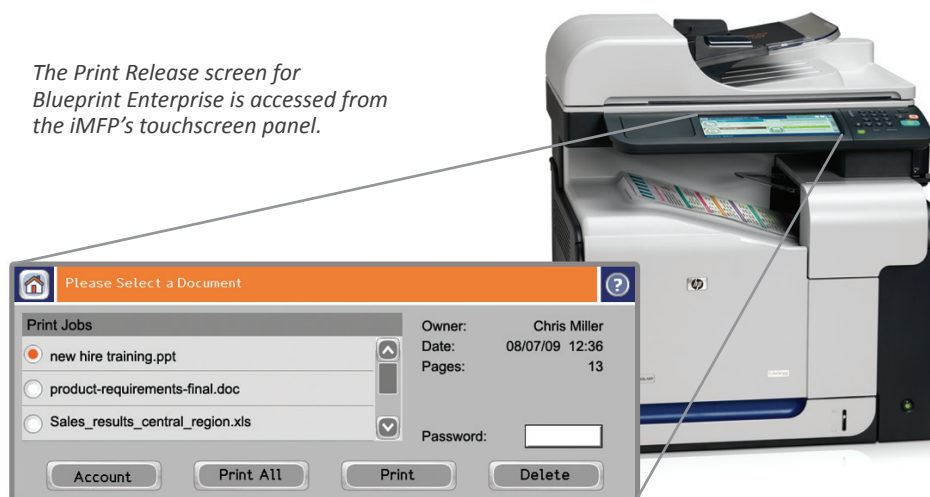 The Print Release screen for
Blueprint Enterprise is accessed from
the iMFP's touchscreen panel.
Please Select a Document
?
Print Jobs
new hire training.ppt
product-requirements-final.doc
Sales_results_central_region.xls
Owner: Chris Miller
Date: 08/07/09 12:36
Pages: 13
Password:
Account Print All Print Delete
hp